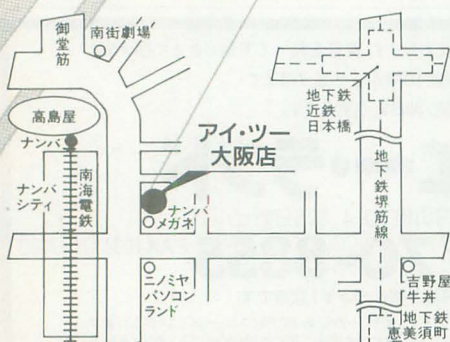 御堂筋
南街劇場
高島屋
ナンバ
ナンバ
シティ
南海電鉄
アイ・ツー
大阪店
ナンバ
メガネ
ニノミヤ
パソコン
ランド
地下鉄
近鉄
日本橋
地下鉄堺筋線
吉野屋
牛丼
地下鉄
恵美須町